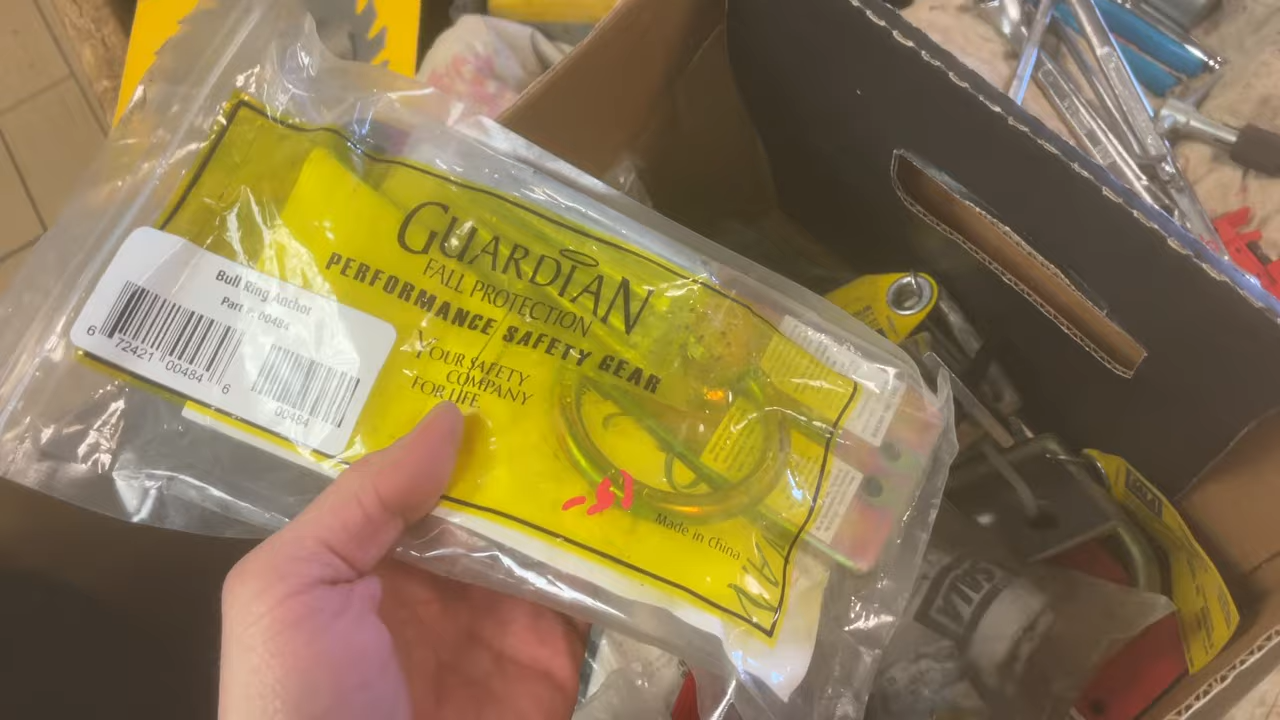 GUARDIAN
FALL PROTECTION
PERFORMANCE SAFETY GEAR
YOUR SAFETY
COMPANY
FOR LIFE
Bull Ring Anchor
Part #: 00484
6 72421 00484 6
00484
Made in China